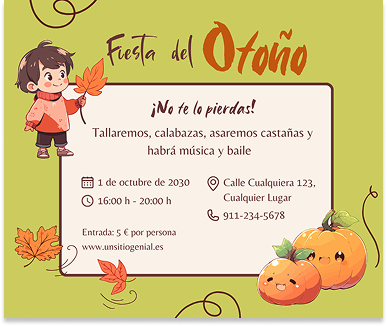 Fiesta del Otoño
¡No te lo pierdas!
Tallaremos, calabazas, asaremos castañas y
habrá música y baile
1 de octubre de 2030
16:00 h - 20:00 h
Calle Cualquiera 123,
Cualquier Lugar
911-234-5678
Entrada: 5 € por persona
www.unsitiogenial.es